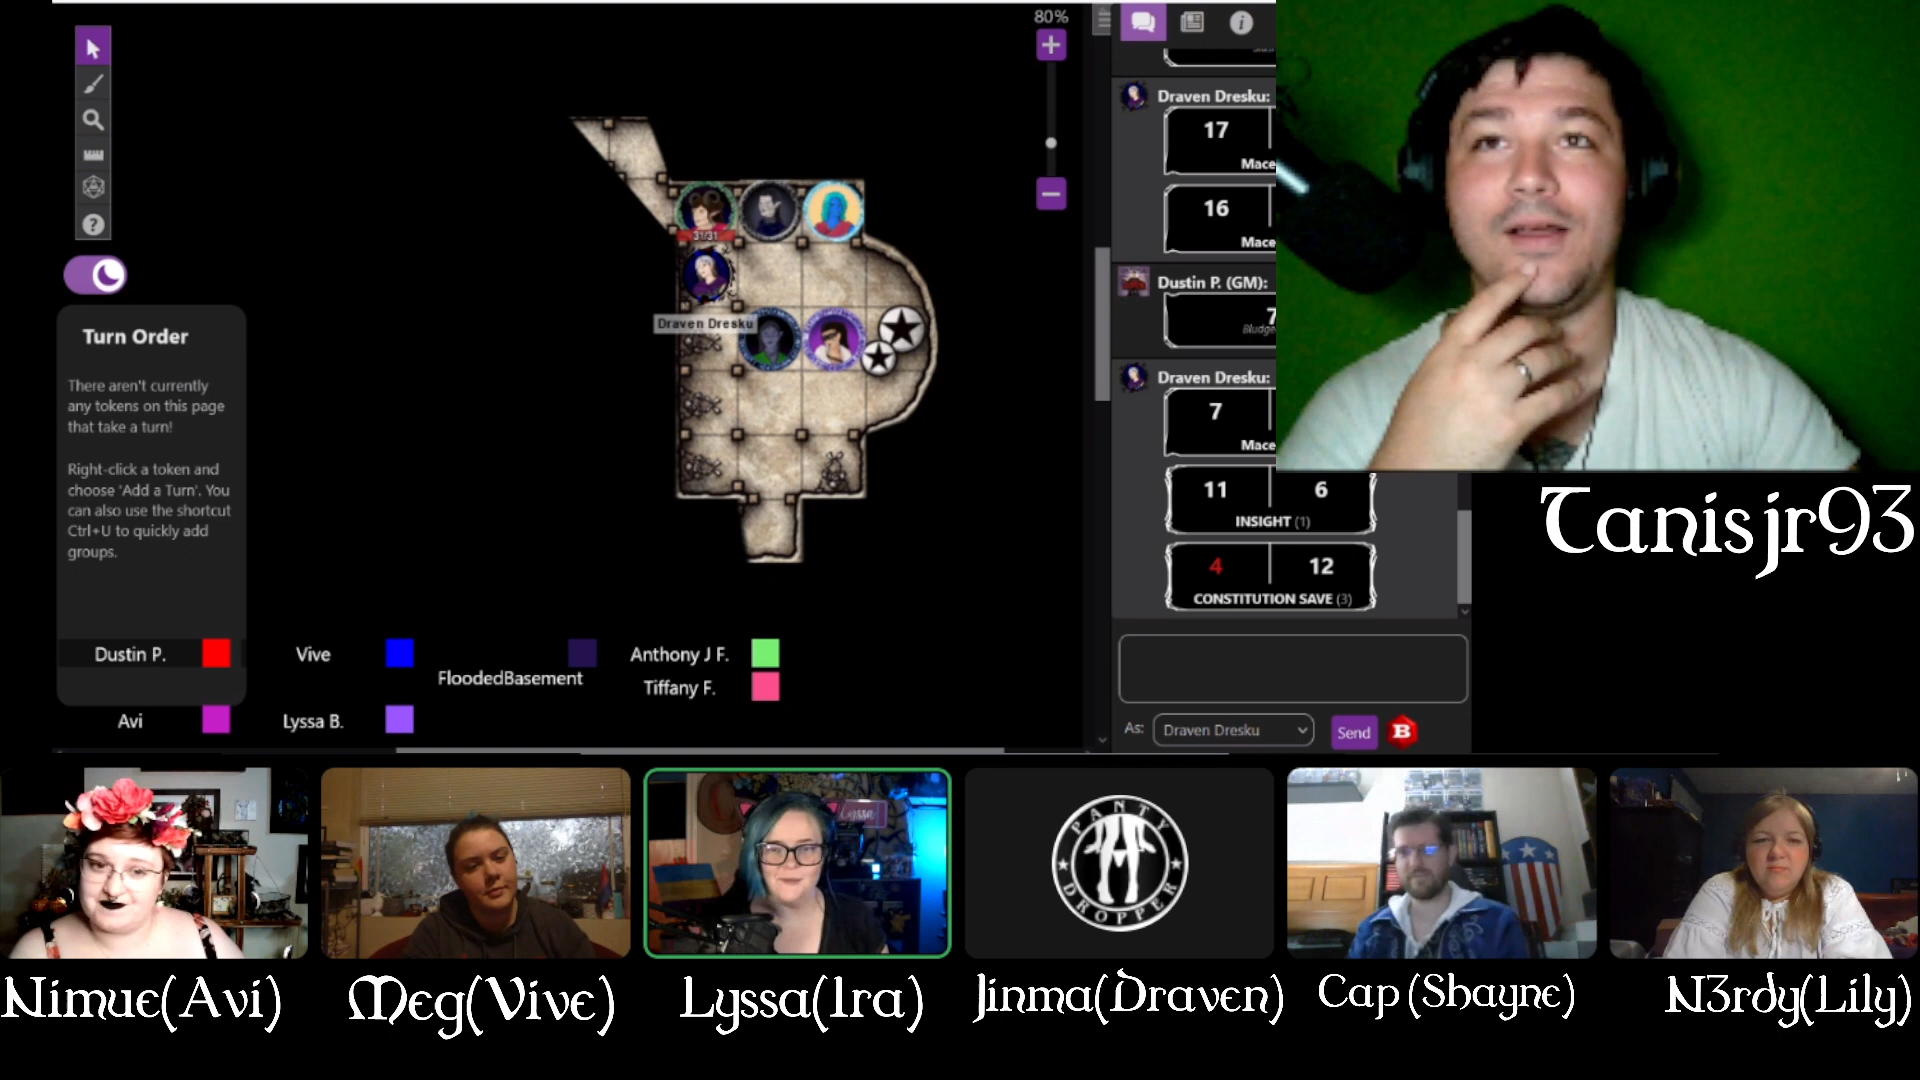 80%
Draven Dresku:
17
Mace
16
Mace
Dustin P. (GM):
7
Bludge
Draven Dresku:
7
Mace
11 6
INSIGHT (1)
4 12
CONSTITUTION SAVE (3)
31/31
Draven Dresku
Turn Order
There aren't currently
any tokens on this page
that take a turn!
Right-click a token and
choose 'Add a Turn'. You
can also use the shortcut
Ctrl+U to quickly add
groups.
Dustin P.
Vive
FloodedBasement
Anthony J F.
Tiffany F.
Avi
Lyssa B.
As: Draven Dresku Send B
Tanisjr93
Lyssa
PANTY
DROPPER
Nimue(Avi)
Meg(Vive)
Lyssa(Ira)
Jinma(Draven)
Cap (Shayne)
N3rdy(Lily)